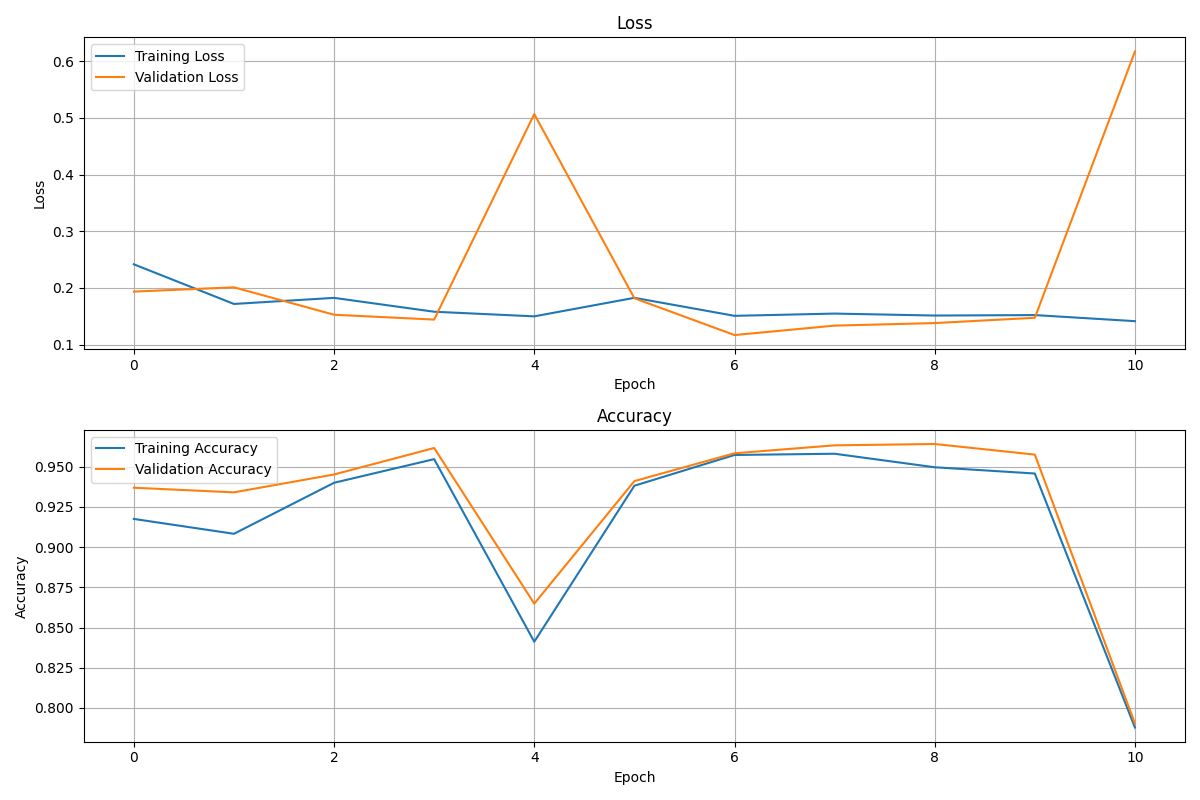 Loss
Training Loss
Validation Loss
0.6
0.5
0.4
0.3
0.2
0.1
Loss
0 2 4 6 8 10
Epoch
Accuracy
Training Accuracy
Validation Accuracy
0.950
0.925
0.900
0.875
0.850
0.825
0.800
Accuracy
0 2 4 6 8 10
Epoch